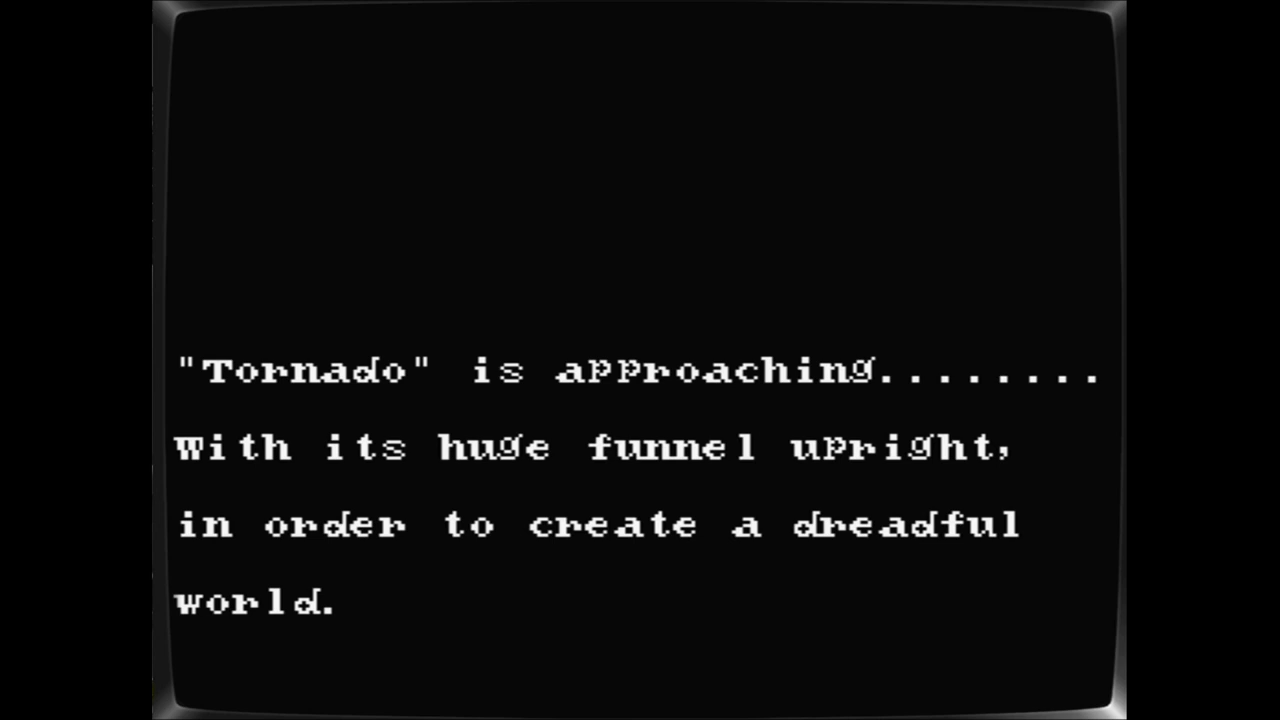 "Tornado" is approaching........
With its huge funnel upright,
in order to create a dreadful
world.